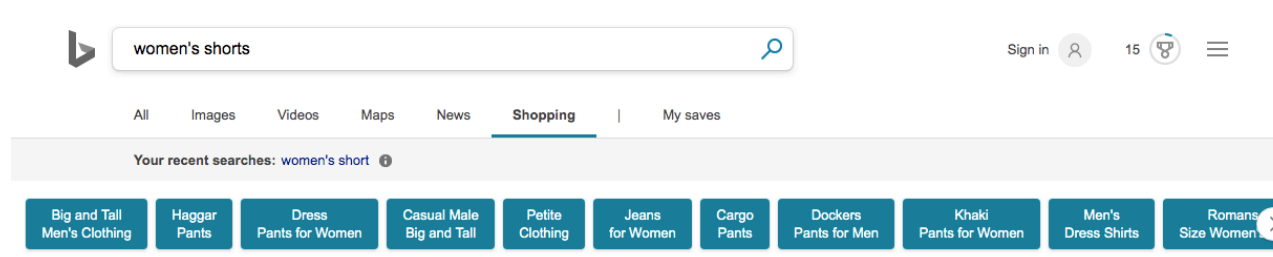 women's shorts
Sign in
15
All Images Videos Maps News Shopping | My saves
Your recent searches: women's short
Big and Tall
Men's Clothing
Haggar
Pants
Dress
Pants for Women
Casual Male
Big and Tall
Petite
Clothing
Jeans
for Women
Cargo
Pants
Dockers
Pants for Men
Khaki
Pants for Women
Men's
Dress Shirts
Romans
Size Women